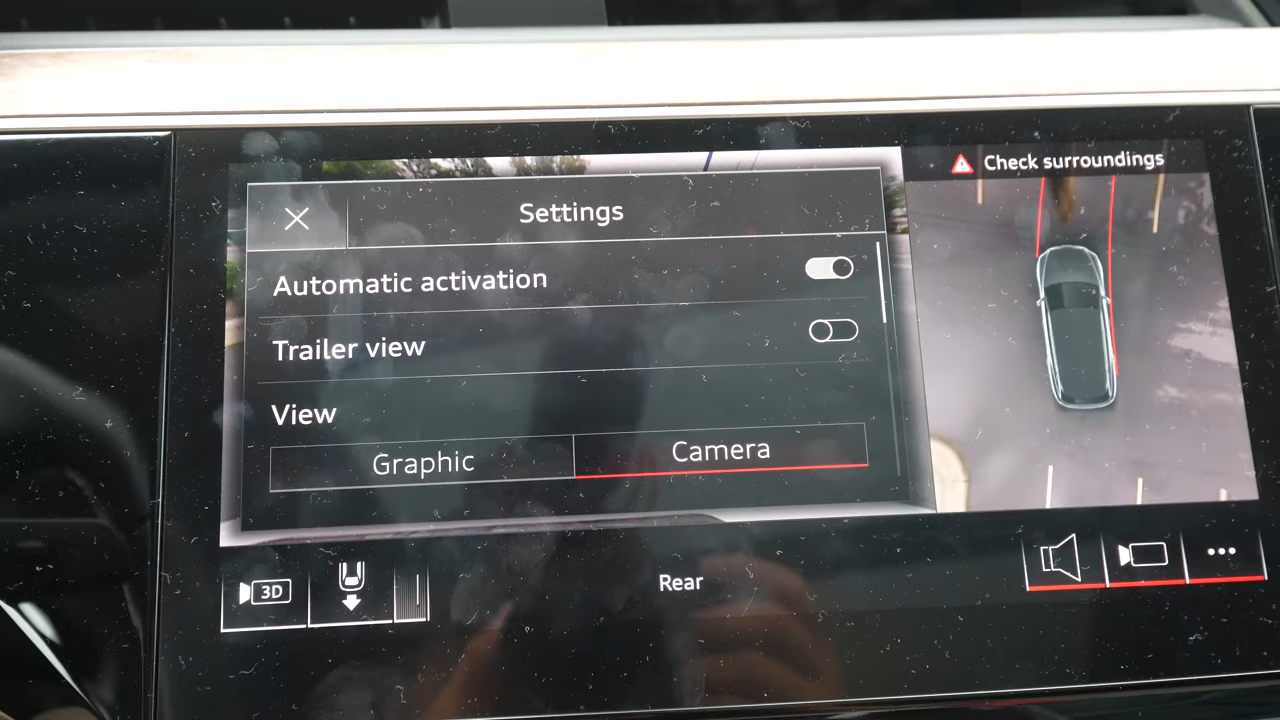 Check surroundings
Settings
Automatic activation
Trailer view
View
Graphic
Camera
3D
Rear